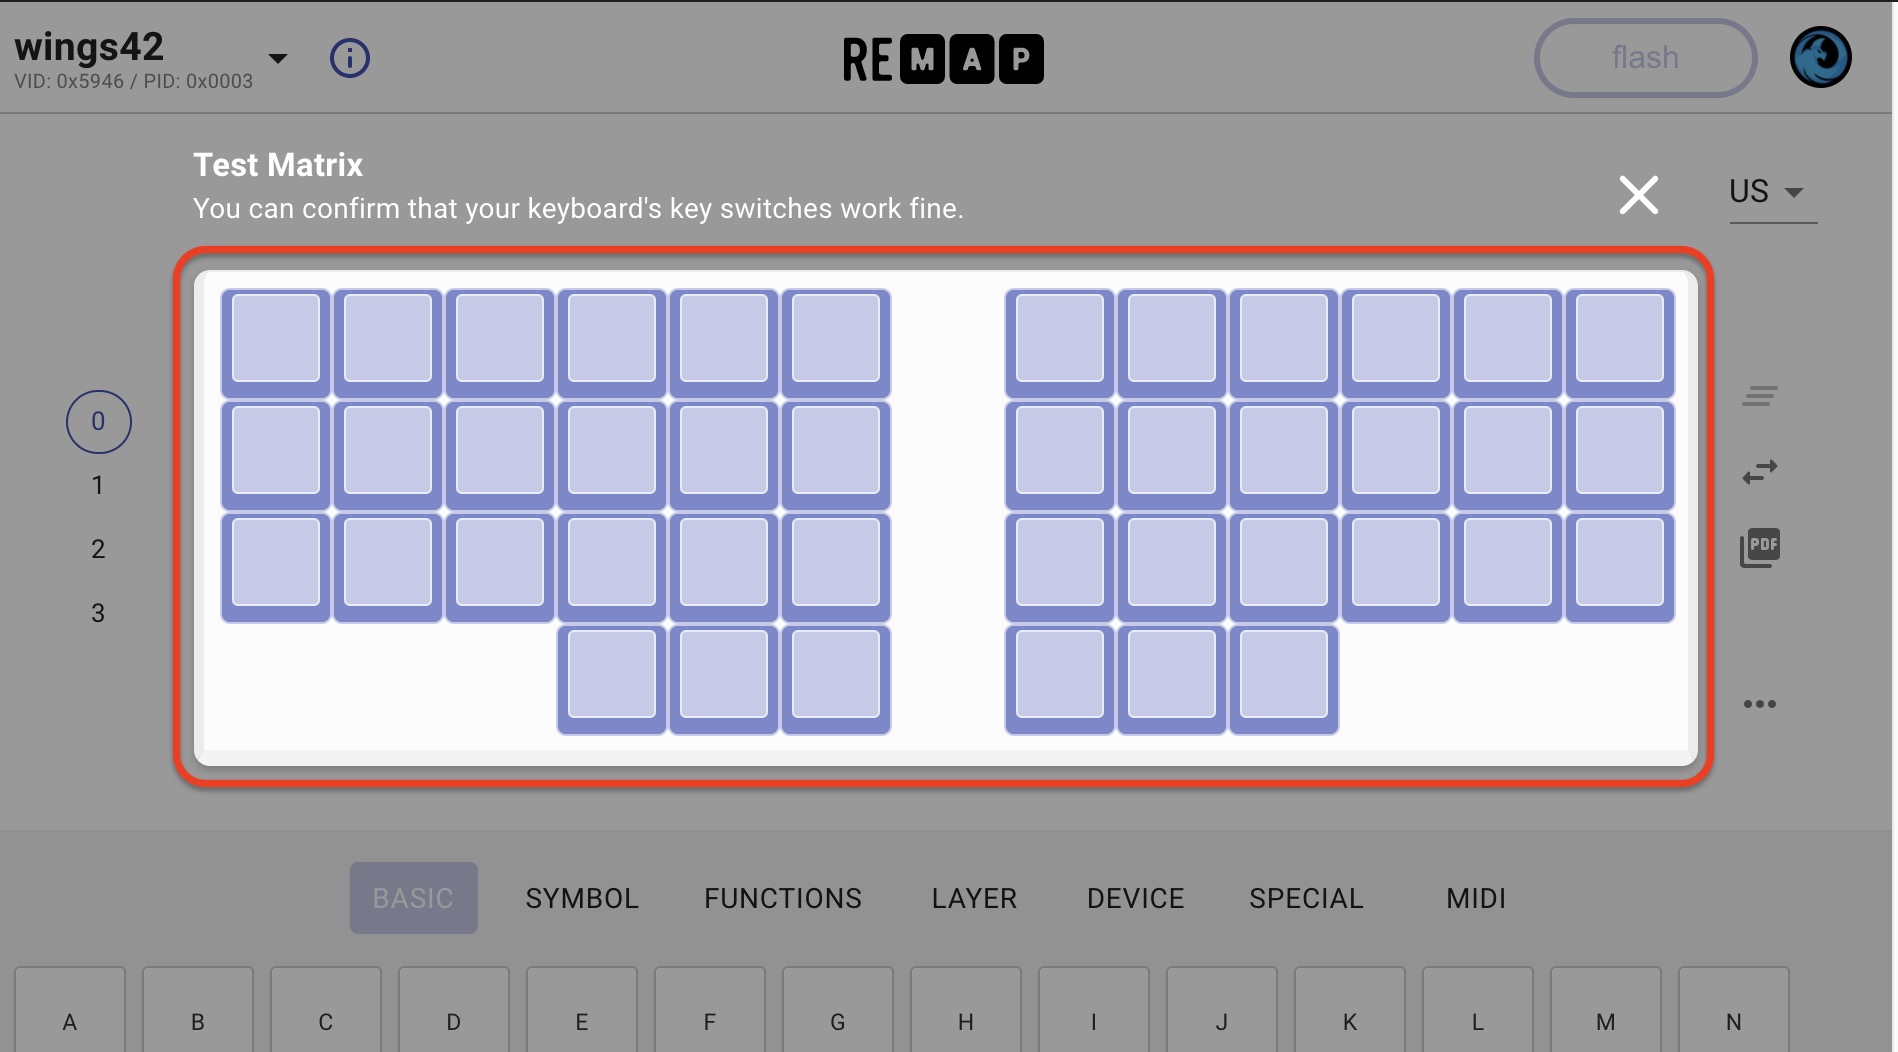 wings42
VID: 0x5946 / PID: 0x0003
REMAP
flash
Test Matrix
You can confirm that your keyboard's key switches work fine.
US
0
1
2
3
PDF
BASIC SYMBOL FUNCTIONS LAYER DEVICE SPECIAL MIDI
A B C D E F G H I J K L M N